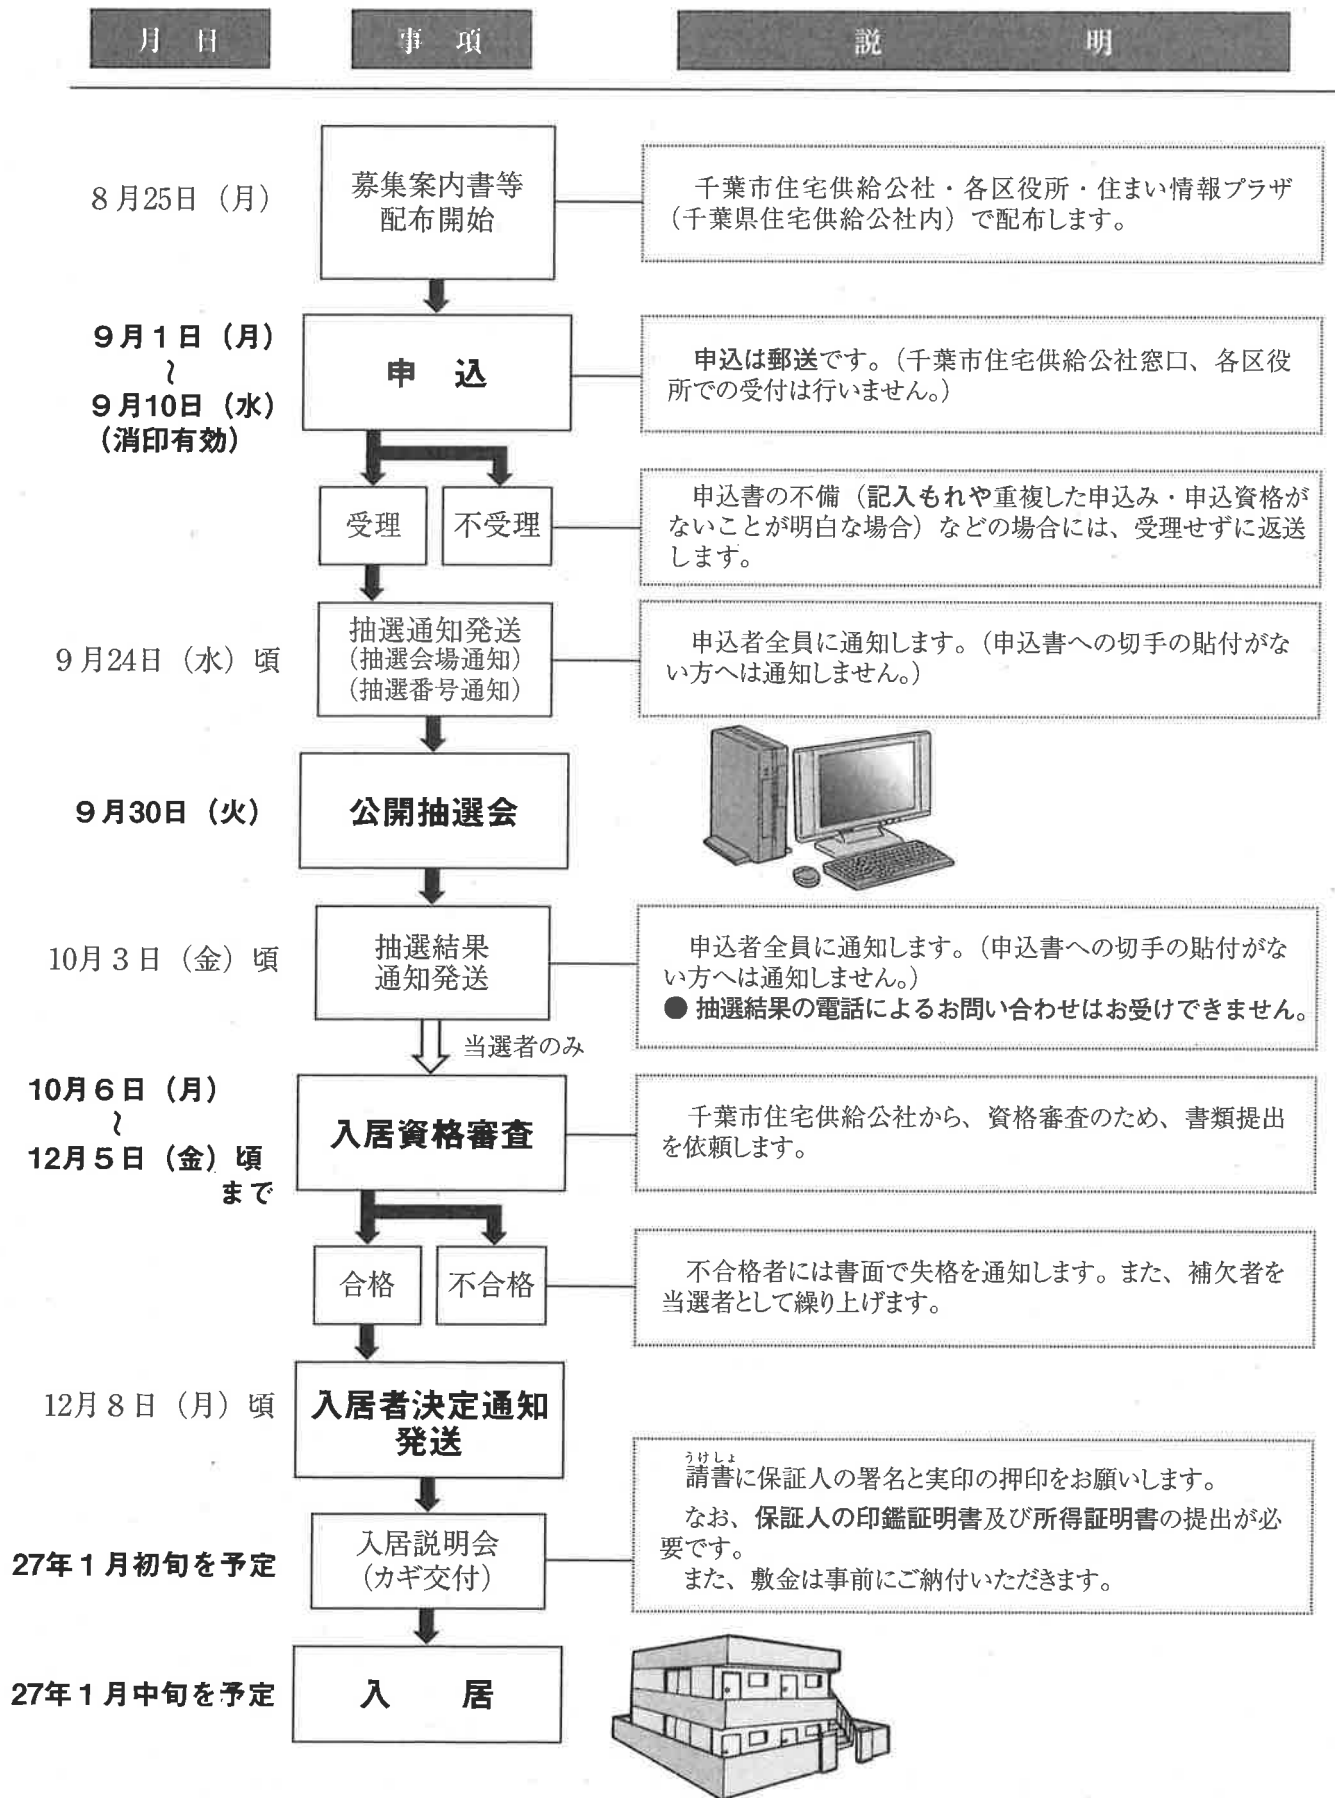 月 日
事 項
説 明
8月25日（月）
募集案内書等
配布開始
千葉市住宅供給公社・各区役所・住まい情報プラザ
（千葉県住宅供給公社内）で配布します。
9月1日（月）
～
9月10日（水）
（消印有効）
申 込
申込は郵送です。（千葉市住宅供給公社窓口、各区役
所での受付は行いません。）
受理
不受理
申込書の不備（記入もれや重複した申込み・申込資格が
ないことが明白な場合）などの場合には、受理せずに返送
します。
9月24日（水）頃
抽選通知発送
（抽選会場通知）
（抽選番号通知）
申込者全員に通知します。（申込書への切手の貼付がな
い方へは通知しません。）
9月30日（火）
公開抽選会
10月3日（金）頃
抽選結果
通知発送
申込者全員に通知します。（申込書への切手の貼付がな
い方へは通知しません。）
● 抽選結果の電話によるお問い合わせはお受けできません。
当選者のみ
10月6日（月）
～
12月5日（金）頃
まで
入居資格審査
千葉市住宅供給公社から、資格審査のため、書類提出
を依頼します。
合格
不合格
不合格者には書面で失格を通知します。また、補欠者を
当選者として繰り上げます。
12月8日（月）頃
入居者決定通知
発送
うけしょ
請書に保証人の署名と実印の押印をお願いします。
なお、保証人の印鑑証明書及び所得証明書の提出が必
要です。
また、敷金は事前にご納付いただきます。
27年1月初旬を予定
入居説明会
（カギ交付）
27年1月中旬を予定
入 居